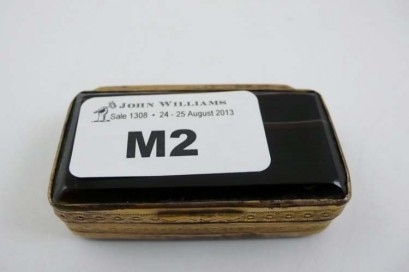 JOHN WILLIAMS
Sale 1308 • 24 - 25 August 2013
M2